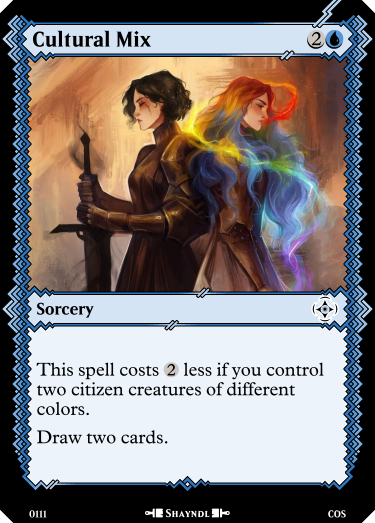 Cultural Mix 2
Sorcery
This spell costs 2 less if you control
two citizen creatures of different
colors.
Draw two cards.
0111 Shayndl COS